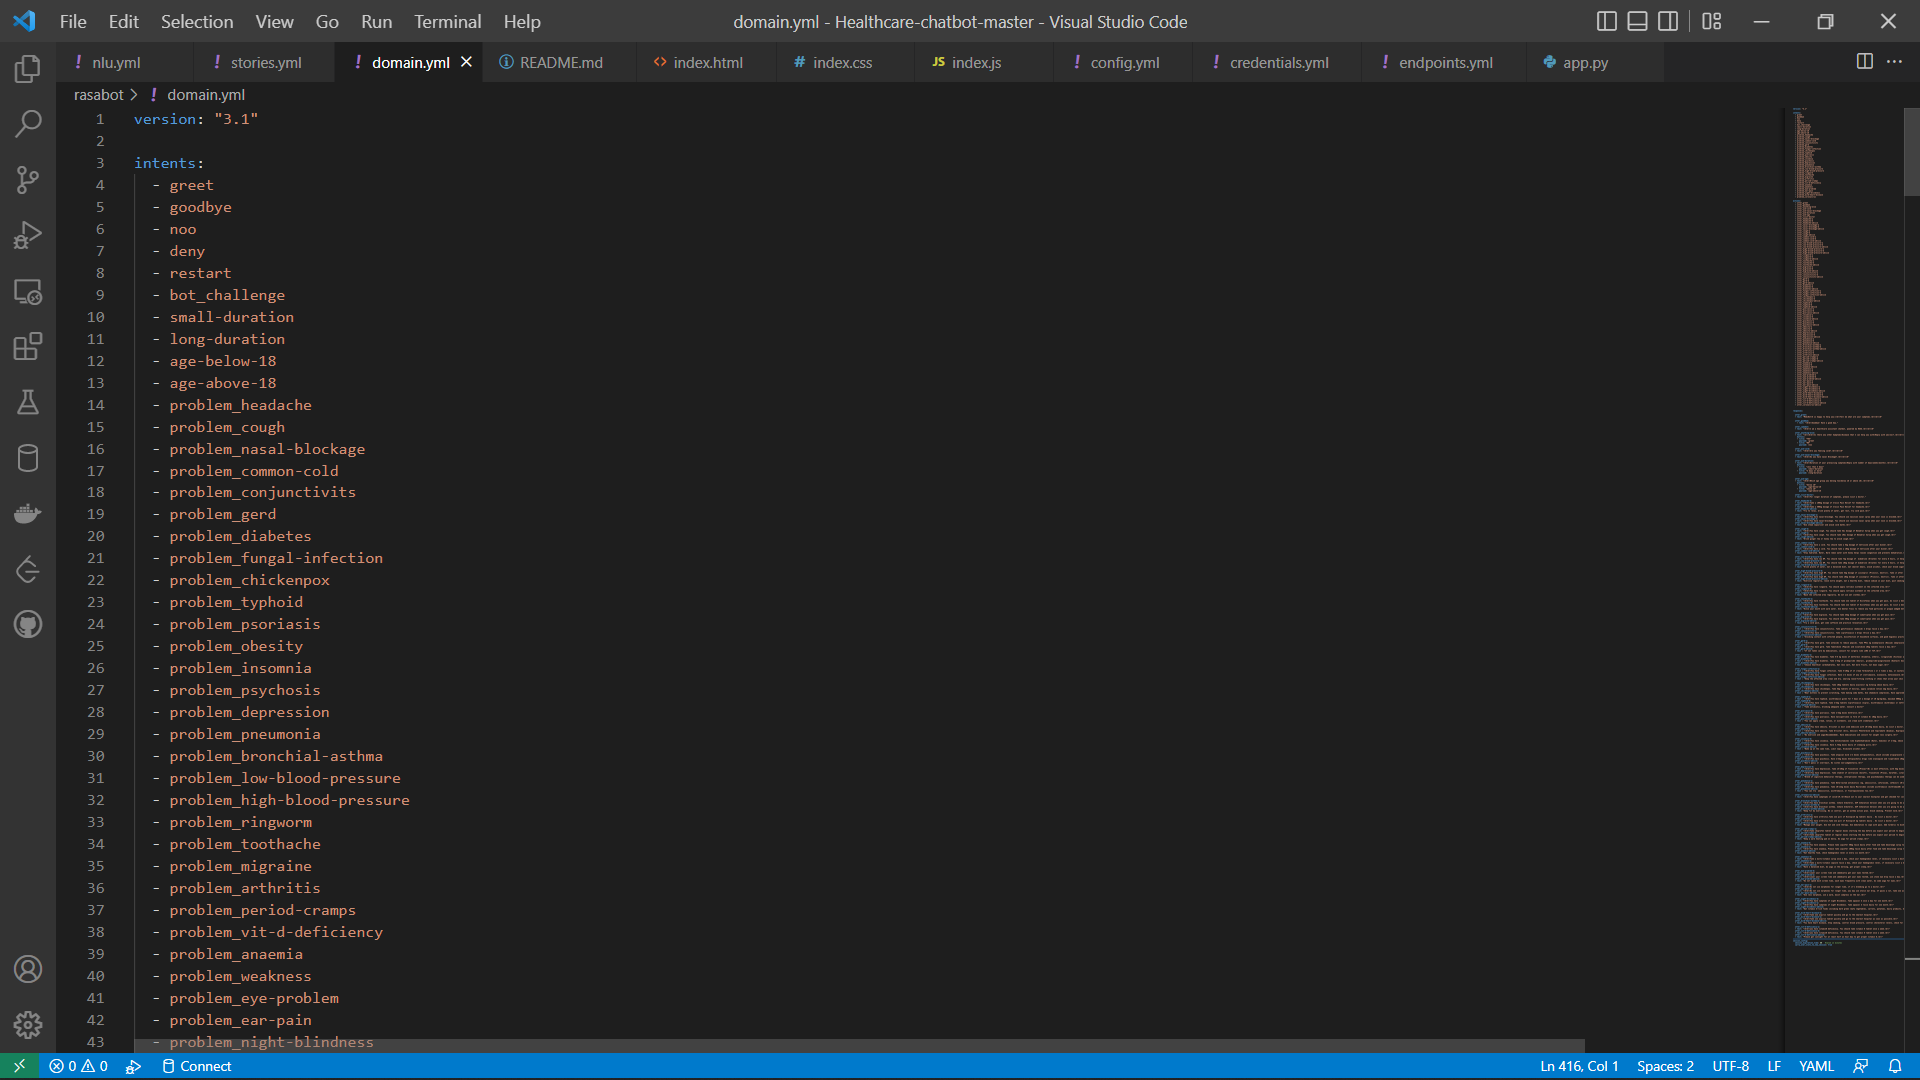 File Edit Selection View Go Run Terminal Help domain.yml - Healthcare-chatbot-master - Visual Studio Code
! nlu.yml ! stories.yml ! domain.yml README.md <> index.html # index.css JS index.js ! config.yml ! credentials.yml ! endpoints.yml app.py
rasabot > ! domain.yml
1 version: "3.1"
2
3 intents:
4 - greet
5 - goodbye
6 - noo
7 - deny
8 - restart
9 - bot_challenge
10 - small-duration
11 - long-duration
12 - age-below-18
13 - age-above-18
14 - problem_headache
15 - problem_cough
16 - problem_nasal-blockage
17 - problem_common-cold
18 - problem_conjunctivits
19 - problem_gerd
20 - problem_diabetes
21 - problem_fungal-infection
22 - problem_chickenpox
23 - problem_typhoid
24 - problem_psoriasis
25 - problem_obesity
26 - problem_insomnia
27 - problem_psychosis
28 - problem_depression
29 - problem_pneumonia
30 - problem_bronchial-asthma
31 - problem_low-blood-pressure
32 - problem_high-blood-pressure
33 - problem_ringworm
34 - problem_toothache
35 - problem_migraine
36 - problem_arthritis
37 - problem_period-cramps
38 - problem_vit-d-deficiency
39 - problem_anaemia
40 - problem_weakness
41 - problem_eye-problem
42 - problem_ear-pain
43 - problem_night-blindness
0 0 Connect Ln 416, Col 1 Spaces: 2 UTF-8 LF YAML